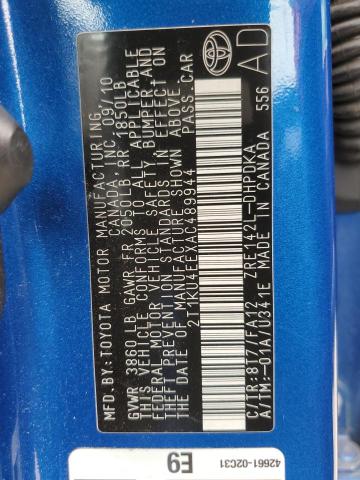 MFD.BY:TOYOTA MOTOR MANUFACTURING
CANADA, INC. 09/10
GVWR 3860LB GAWR FR 2050LB RR 1850LB
THIS VEHICLE CONFORMS TO ALL APPLICABLE
FEDERAL MOTOR VEHICLE SAFETY, BUMPER, AND
THEFT PREVENTION STANDARDS IN EFFECT ON THE
DATE OF MANUFACTURE SHOWN ABOVE.
2T1KU4EEXAC489944 PASS.CAR
C/TR:8T7/FA12 ZRE142L-DHPDKA
A/TM:-01A/U341E MADE IN CANADA 556
AD
E9
42661-02C31